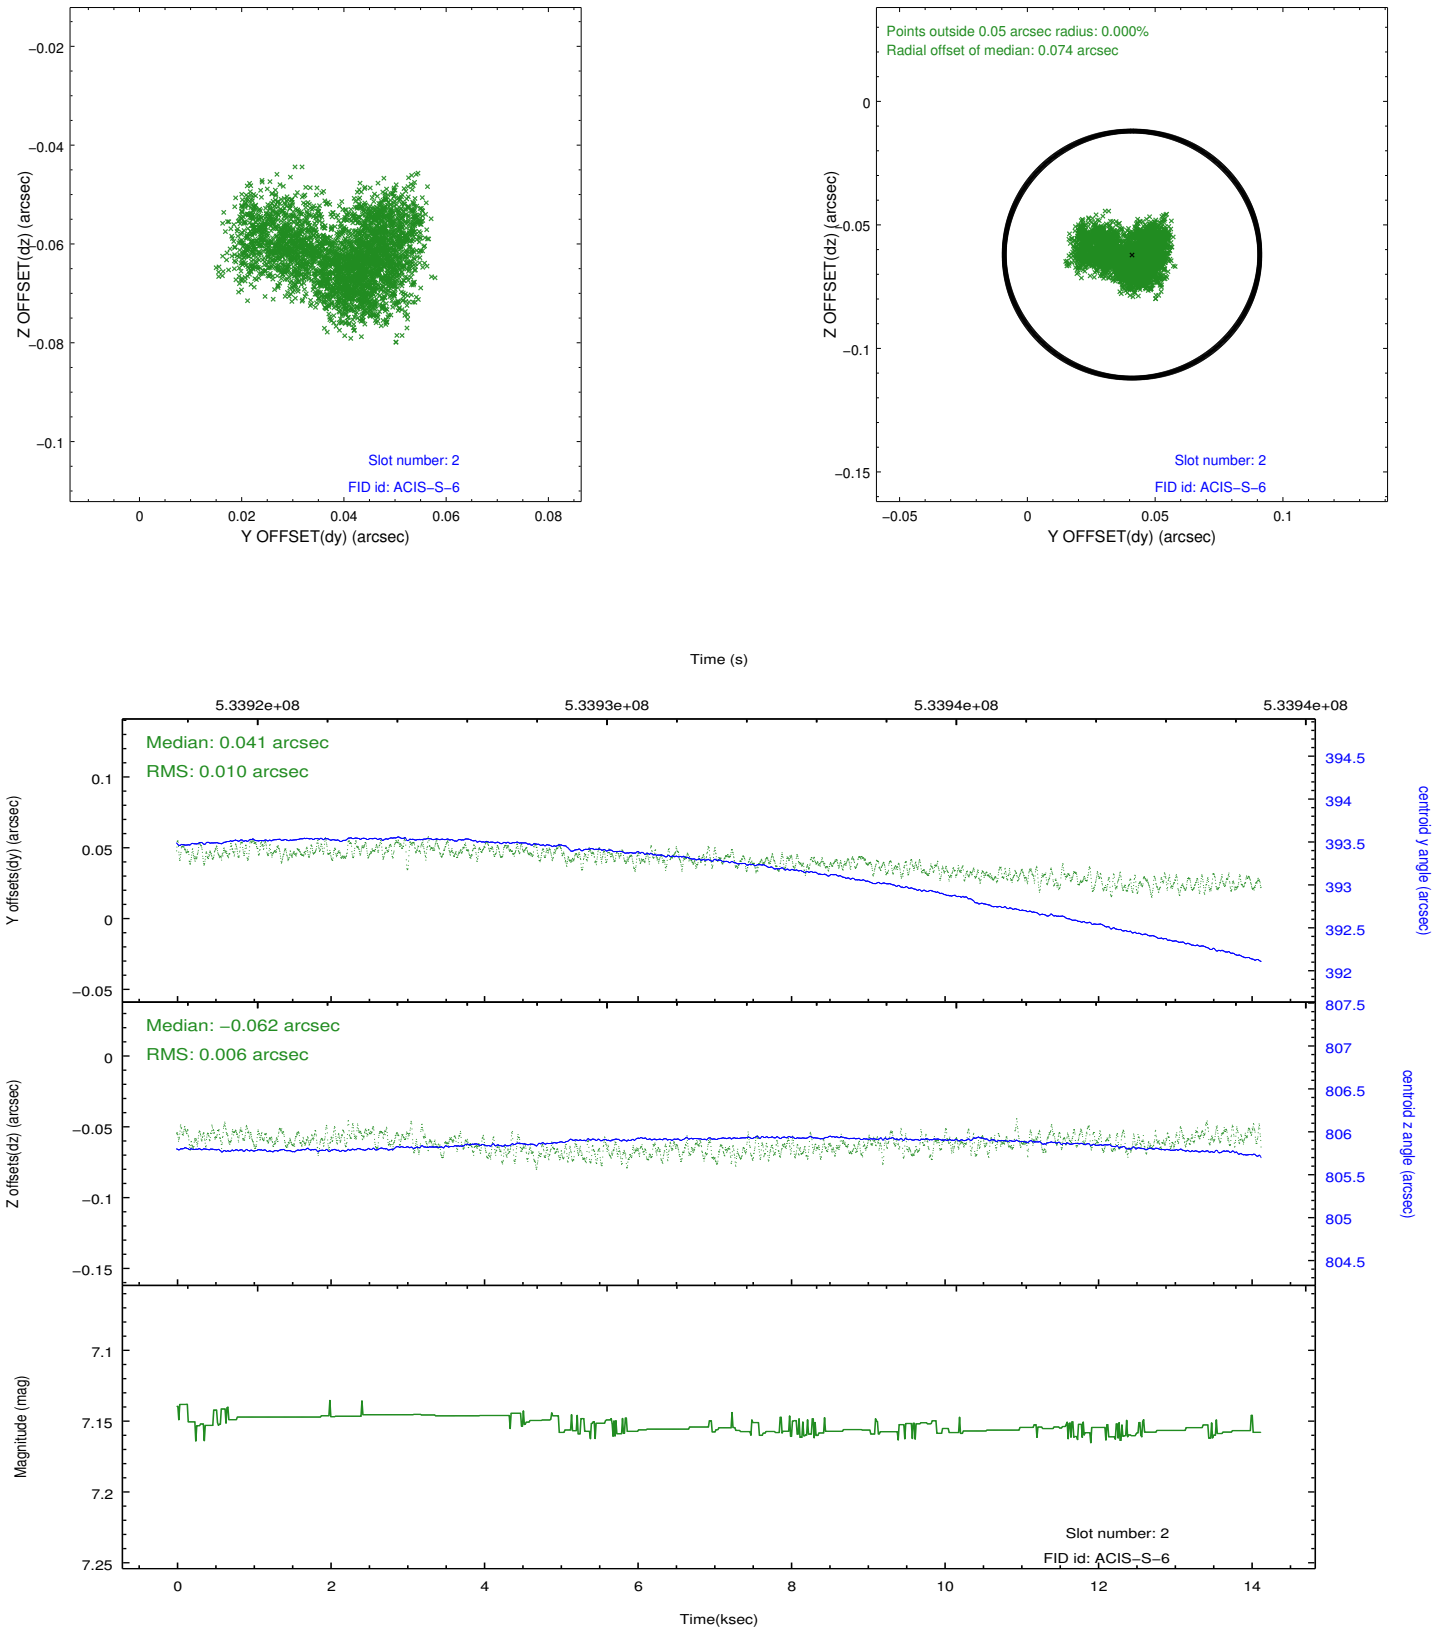 −0.02
−0.04
−0.06
−0.08
−0.1
Z OFFSET(dz) (arcsec)
Slot number: 2
FID id: ACIS−S−6
0 0.02 0.04 0.06 0.08
Y OFFSET(dy) (arcsec)
Points outside 0.05 arcsec radius: 0.000%
Radial offset of median: 0.074 arcsec
0
−0.05
−0.1
−0.15
Z OFFSET(dz) (arcsec)
Slot number: 2
FID id: ACIS−S−6
−0.05 0 0.05 0.1
Y OFFSET(dy) (arcsec)
Time (s)
5.3392e+08 5.3393e+08 5.3394e+08 5.3394e+08
Median: 0.041 arcsec
RMS: 0.010 arcsec
0.1
0.05
0
−0.05
Y offsets(dy) (arcsec)
394.5
394
393.5
393
392.5
392
centroid y angle (arcsec)
Median: −0.062 arcsec
RMS: 0.006 arcsec
0
−0.05
−0.1
−0.15
Z offsets(dz) (arcsec)
807.5
807
806.5
806
805.5
805
804.5
centroid z angle (arcsec)
7.1
7.15
7.2
7.25
Magnitude (mag)
Slot number: 2
FID id: ACIS−S−6
0 2 4 6 8 10 12 14
Time(ksec)